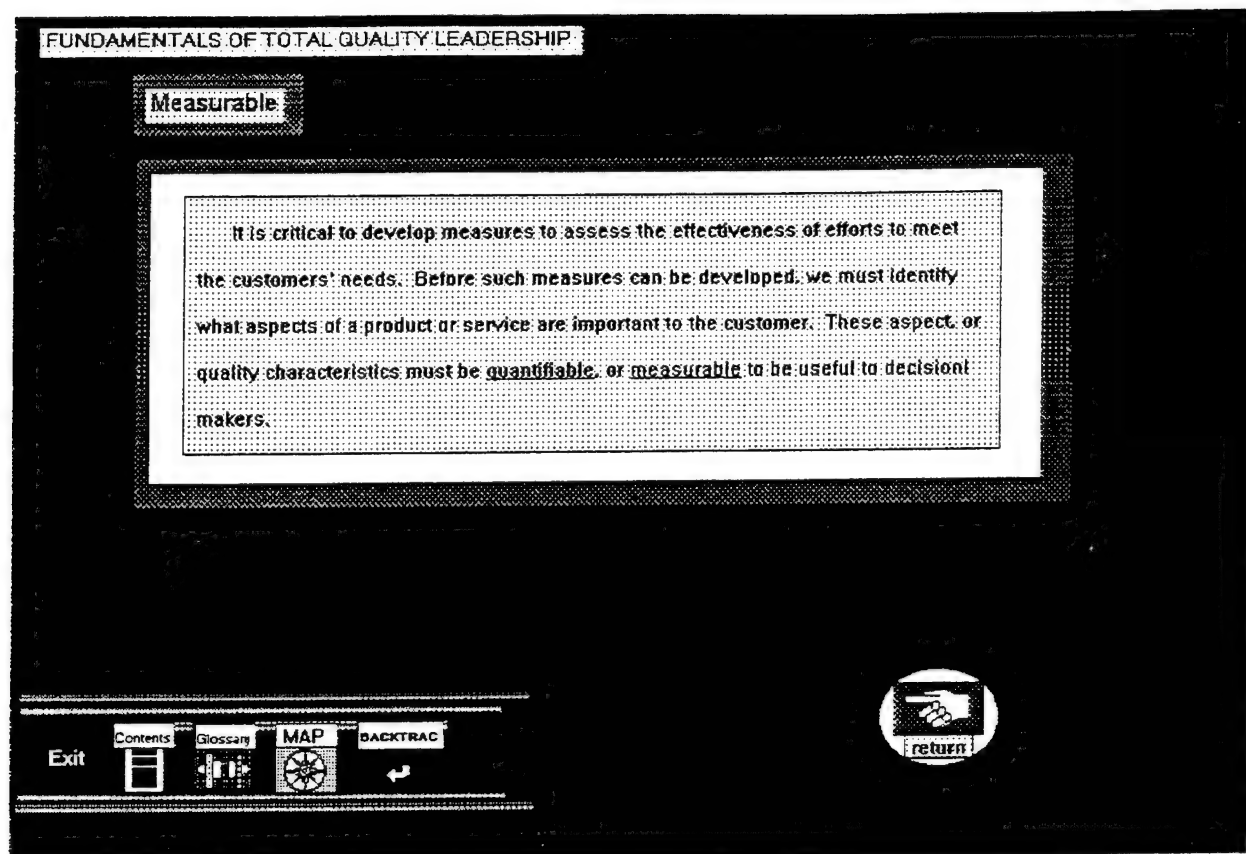 FUNDAMENTALS OF TOTAL QUALITY LEADERSHIP
Measurable
It is critical to develop measures to assess the effectiveness of efforts to meet
the customers' needs. Before such measures can be developed, we must identify
what aspects of a product or service are important to the customer. These aspect, or
quality characteristics must be quantifiable, or measurable to be useful to decisionl
makers.
Exit
Contents
Glossary
MAP
BACKTRAC
return